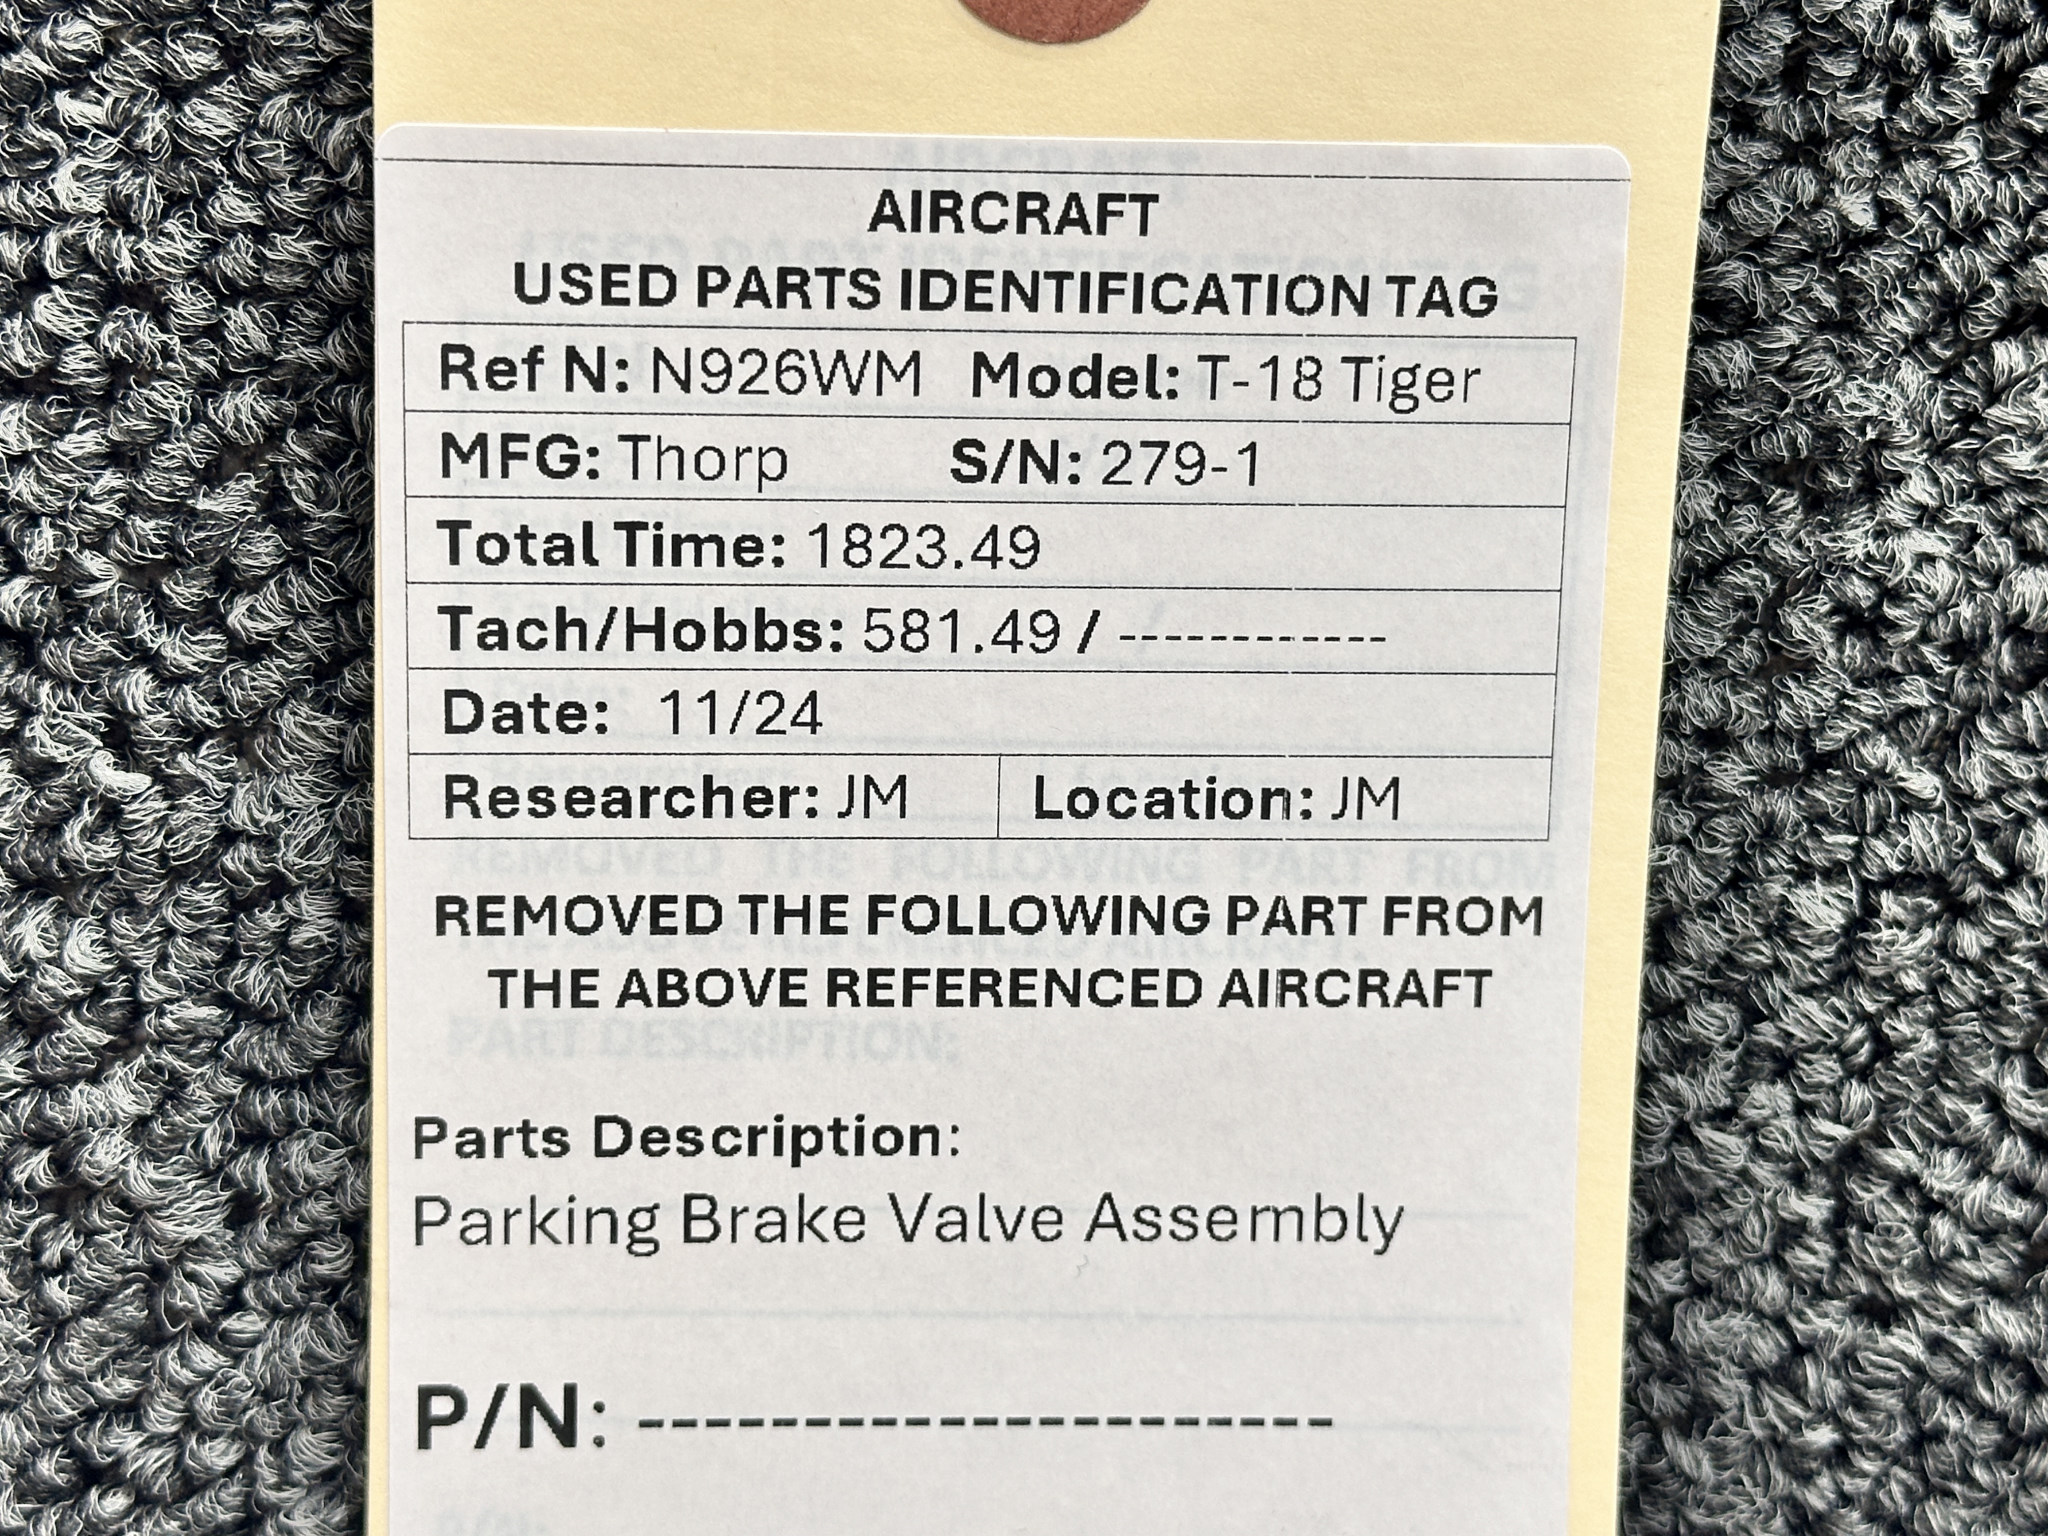 AIRCRAFT
USED PARTS IDENTIFICATION TAG
Ref N: N926WM Model: T-18 Tiger
MFG: Thorp S/N: 279-1
Total Time: 1823.49
Tach/Hobbs: 581.49 / ------------
Date: 11/24
Researcher: JM Location: JM
REMOVED THE FOLLOWING PART FROM
THE ABOVE REFERENCED AIRCRAFT
Parts Description:
Parking Brake Valve Assembly
P/N: ---------------------